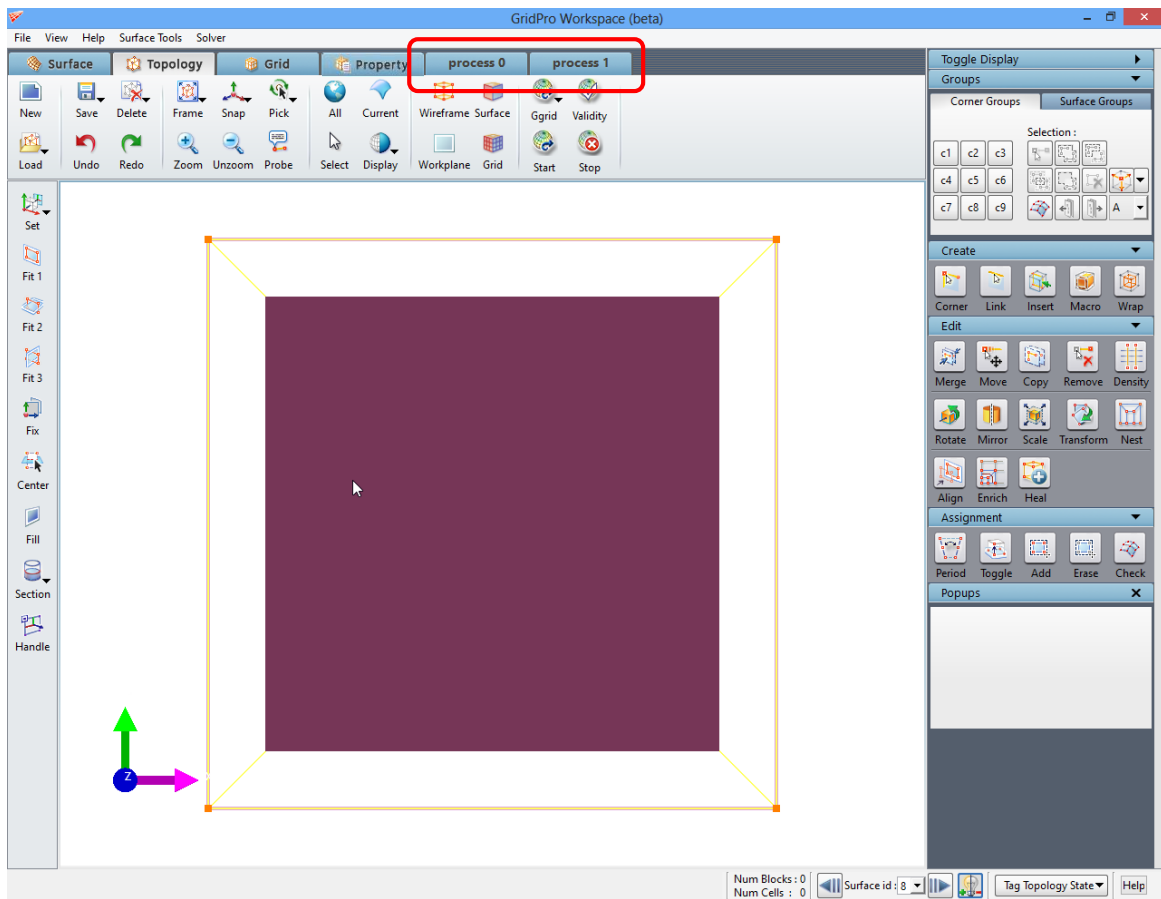 GridPro Workspace (beta)
File View Help Surface Tools Solver
Surface Topology Grid Property process 0 process 1
New Save Delete Frame Snap Pick All Current Wireframe Surface Ggrid Validity
Load Undo Redo Zoom Unzoom Probe Select Display Workplane Grid Start Stop
Toggle Display
Groups
Corner Groups Surface Groups
Selection :
c1 c2 c3
c4 c5 c6
c7 c8 c9 A
Create
Corner Link Insert Macro Wrap
Edit
Merge Move Copy Remove Density
Rotate Mirror Scale Transform Nest
Align Enrich Heal
Assignment
Period Toggle Add Erase Check
Popups
Set
Fit 1
Fit 2
Fit 3
Fix
Center
Fill
Section
Handle
Z
Num Blocks : 0
Num Cells : 0
Surface id : 8
Tag Topology State
Help